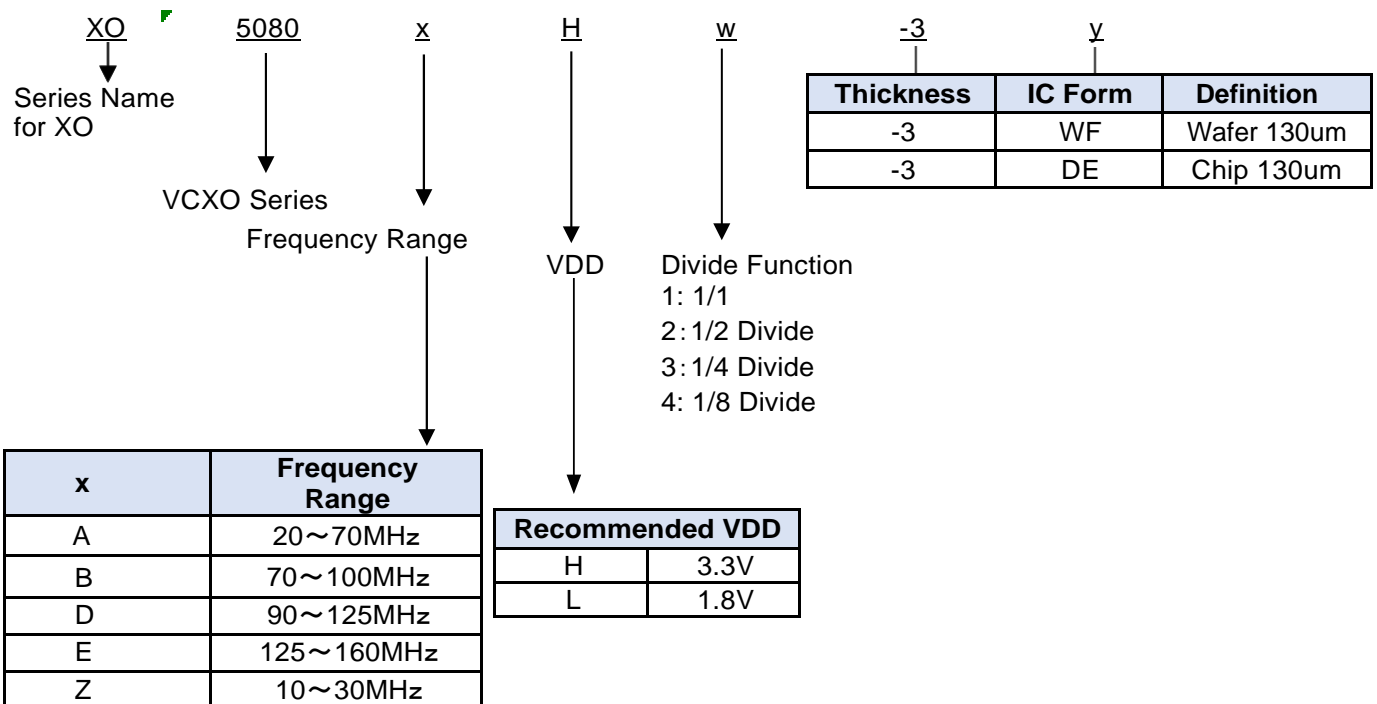 XO 5080 x H w -3 y
Series Name
for XO
VCXO Series
Frequency Range
VDD
Divide Function
1: 1/1
2:1/2 Divide
3:1/4 Divide
4: 1/8 Divide
Thickness IC Form Definition
-3 WF Wafer 130um
-3 DE Chip 130um
x Frequency
Range
A 20～70MHz
B 70～100MHz
D 90～125MHz
E 125～160MHz
Z 10～30MHz
Recommended VDD
H 3.3V
L 1.8V